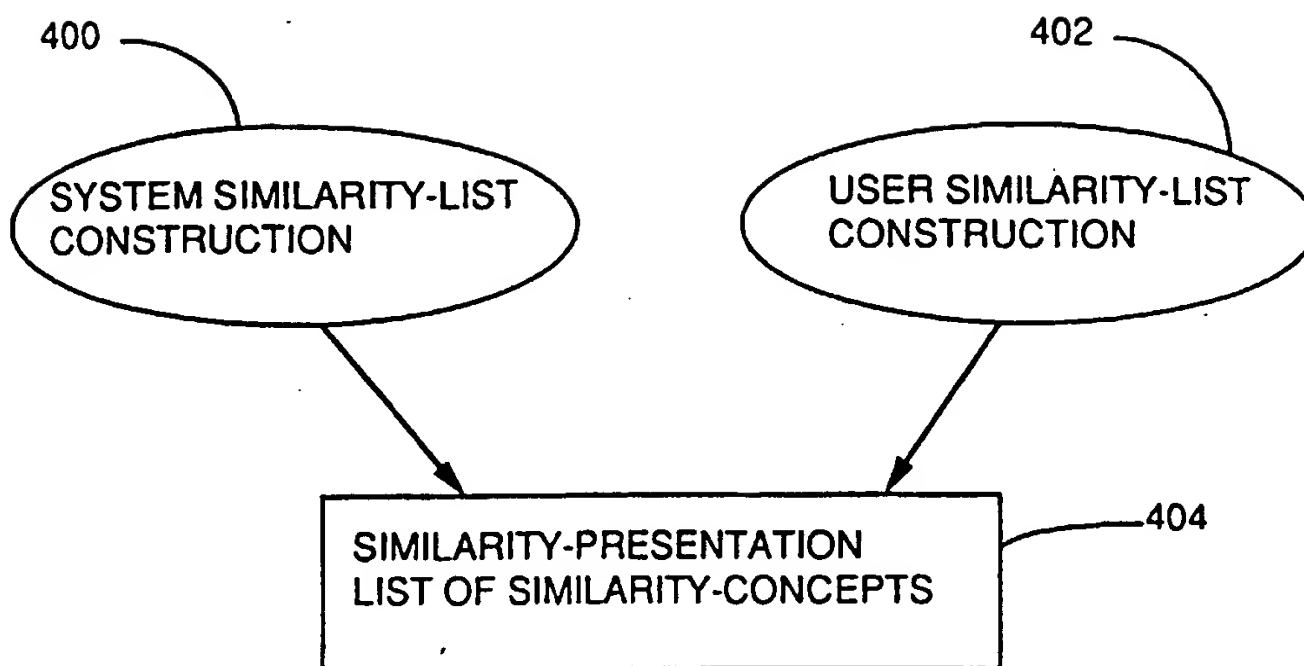 400
402
SYSTEM SIMILARITY-LIST
CONSTRUCTION
USER SIMILARITY-LIST
CONSTRUCTION
404
SIMILARITY-PRESENTATION
LIST OF SIMILARITY-CONCEPTS